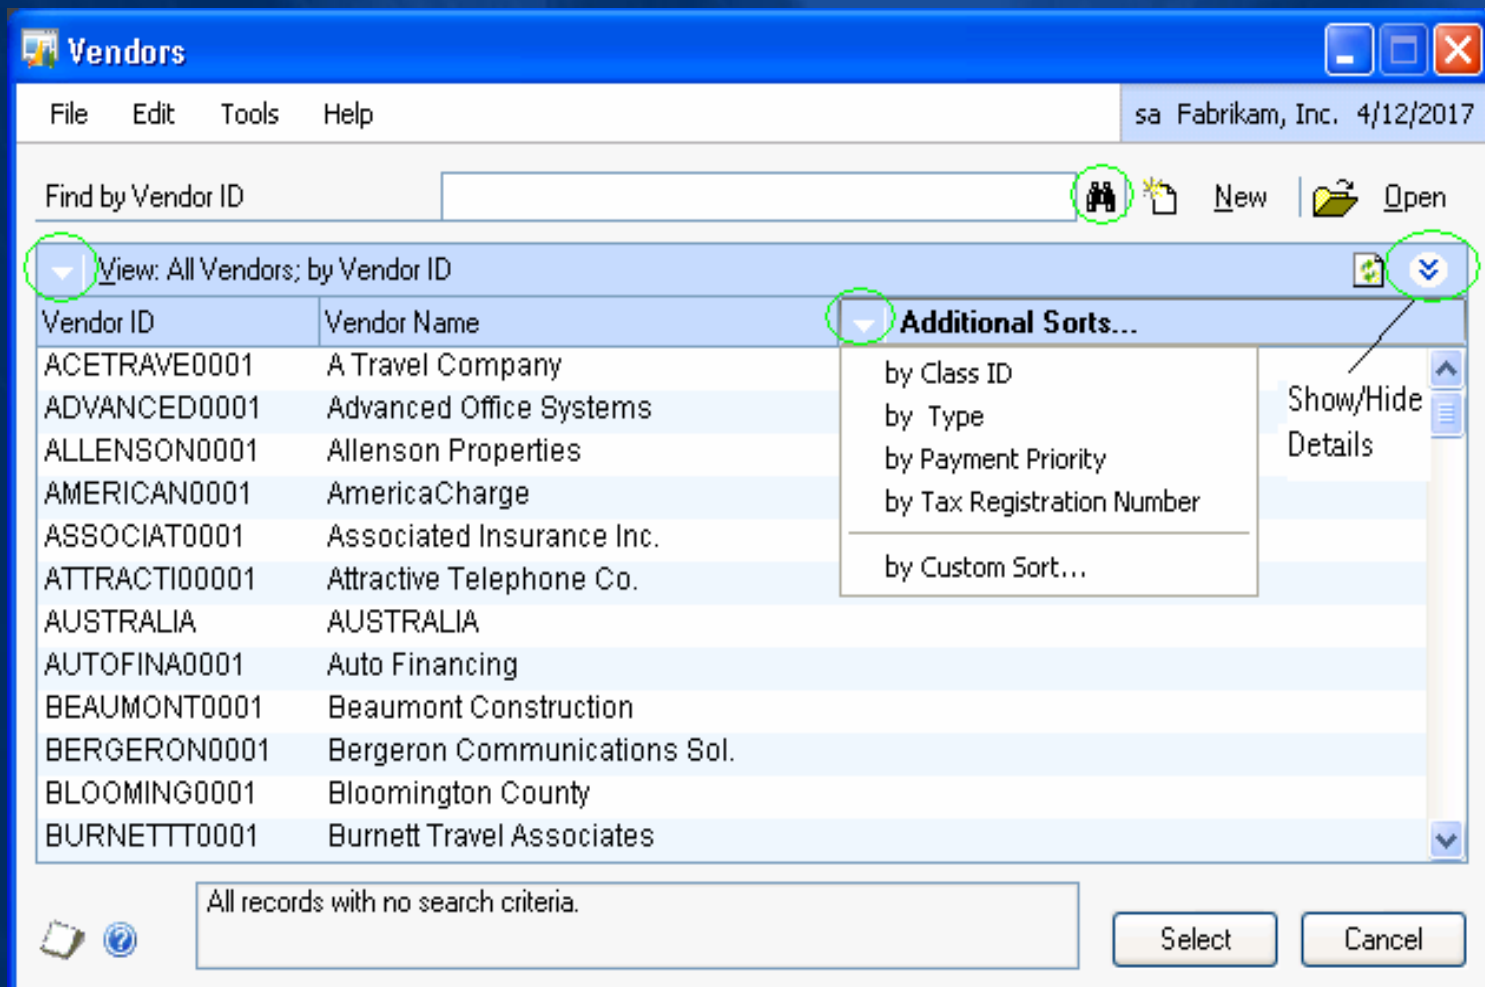 Vendors
File Edit Tools Help sa Fabrikam, Inc. 4/12/2017
Find by Vendor ID New Open
View: All Vendors; by Vendor ID
Vendor ID Vendor Name Additional Sorts...
ACETRAVE0001 A Travel Company
ADVANCED0001 Advanced Office Systems
ALLENSON0001 Allenson Properties
AMERICAN0001 AmericaCharge
ASSOCIAT0001 Associated Insurance Inc.
ATTRACTI00001 Attractive Telephone Co.
AUSTRALIA AUSTRALIA
AUTOFINA0001 Auto Financing
BEAUMONT0001 Beaumont Construction
BERGERON0001 Bergeron Communications Sol.
BLOOMING0001 Bloomington County
BURNETTT0001 Burnett Travel Associates
by Class ID
by Type
by Payment Priority
by Tax Registration Number
by Custom Sort...
Show/Hide
Details
All records with no search criteria.
Select Cancel